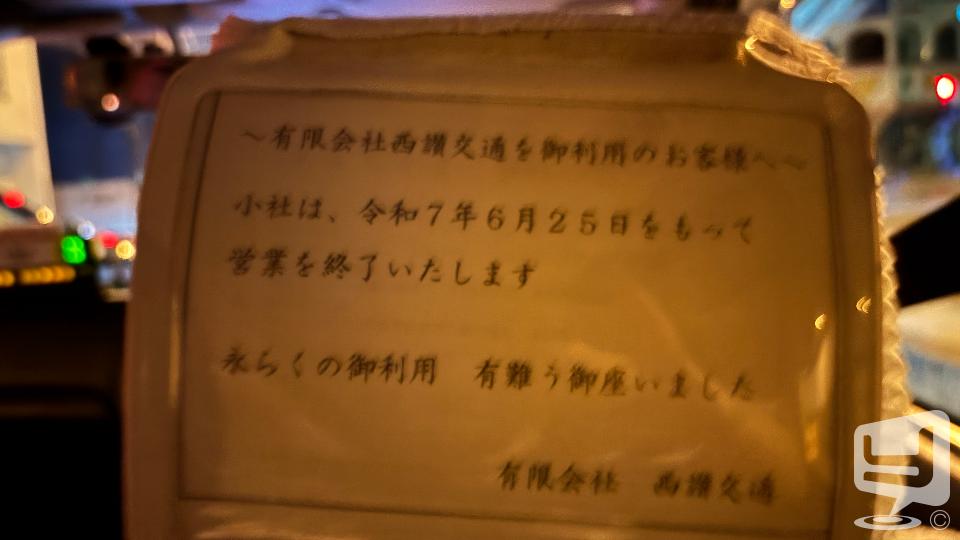 ～有限会社西讃交通を御利用のお客様へ～
小社は、令和７年６月２５日をもって
営業を終了いたします
永らくの御利用　有難う御座いました
有限会社　西讃交通